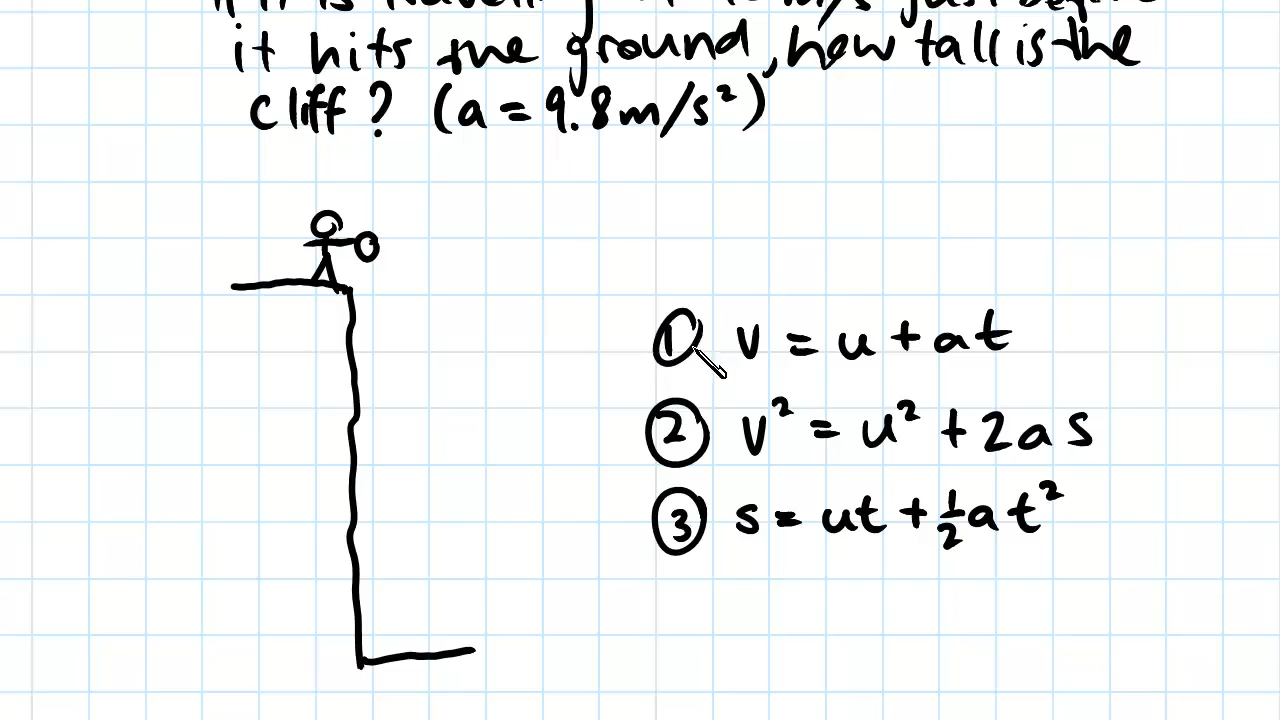 it hits the ground, how tall is the
cliff? (a = 9.8m/s²)
① v = u + at
② v² = u² + 2as
③ s = ut + ½at²